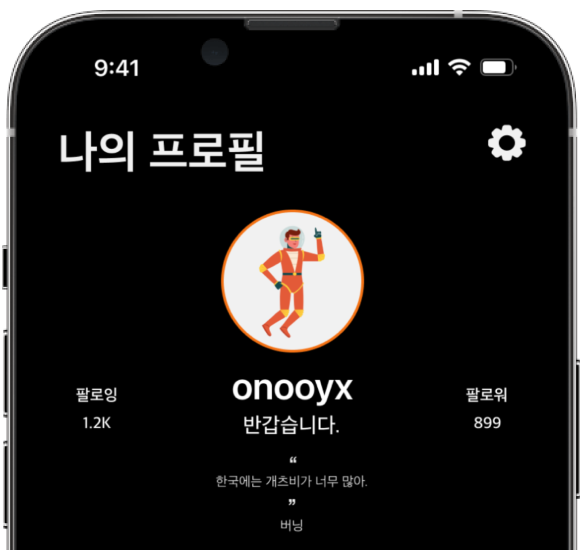 9:41
나의 프로필
onooyx
팔로잉
팔로워
1.2K
반갑습니다.
899
“
한국에는 개츠비가 너무 많아.
”
버닝